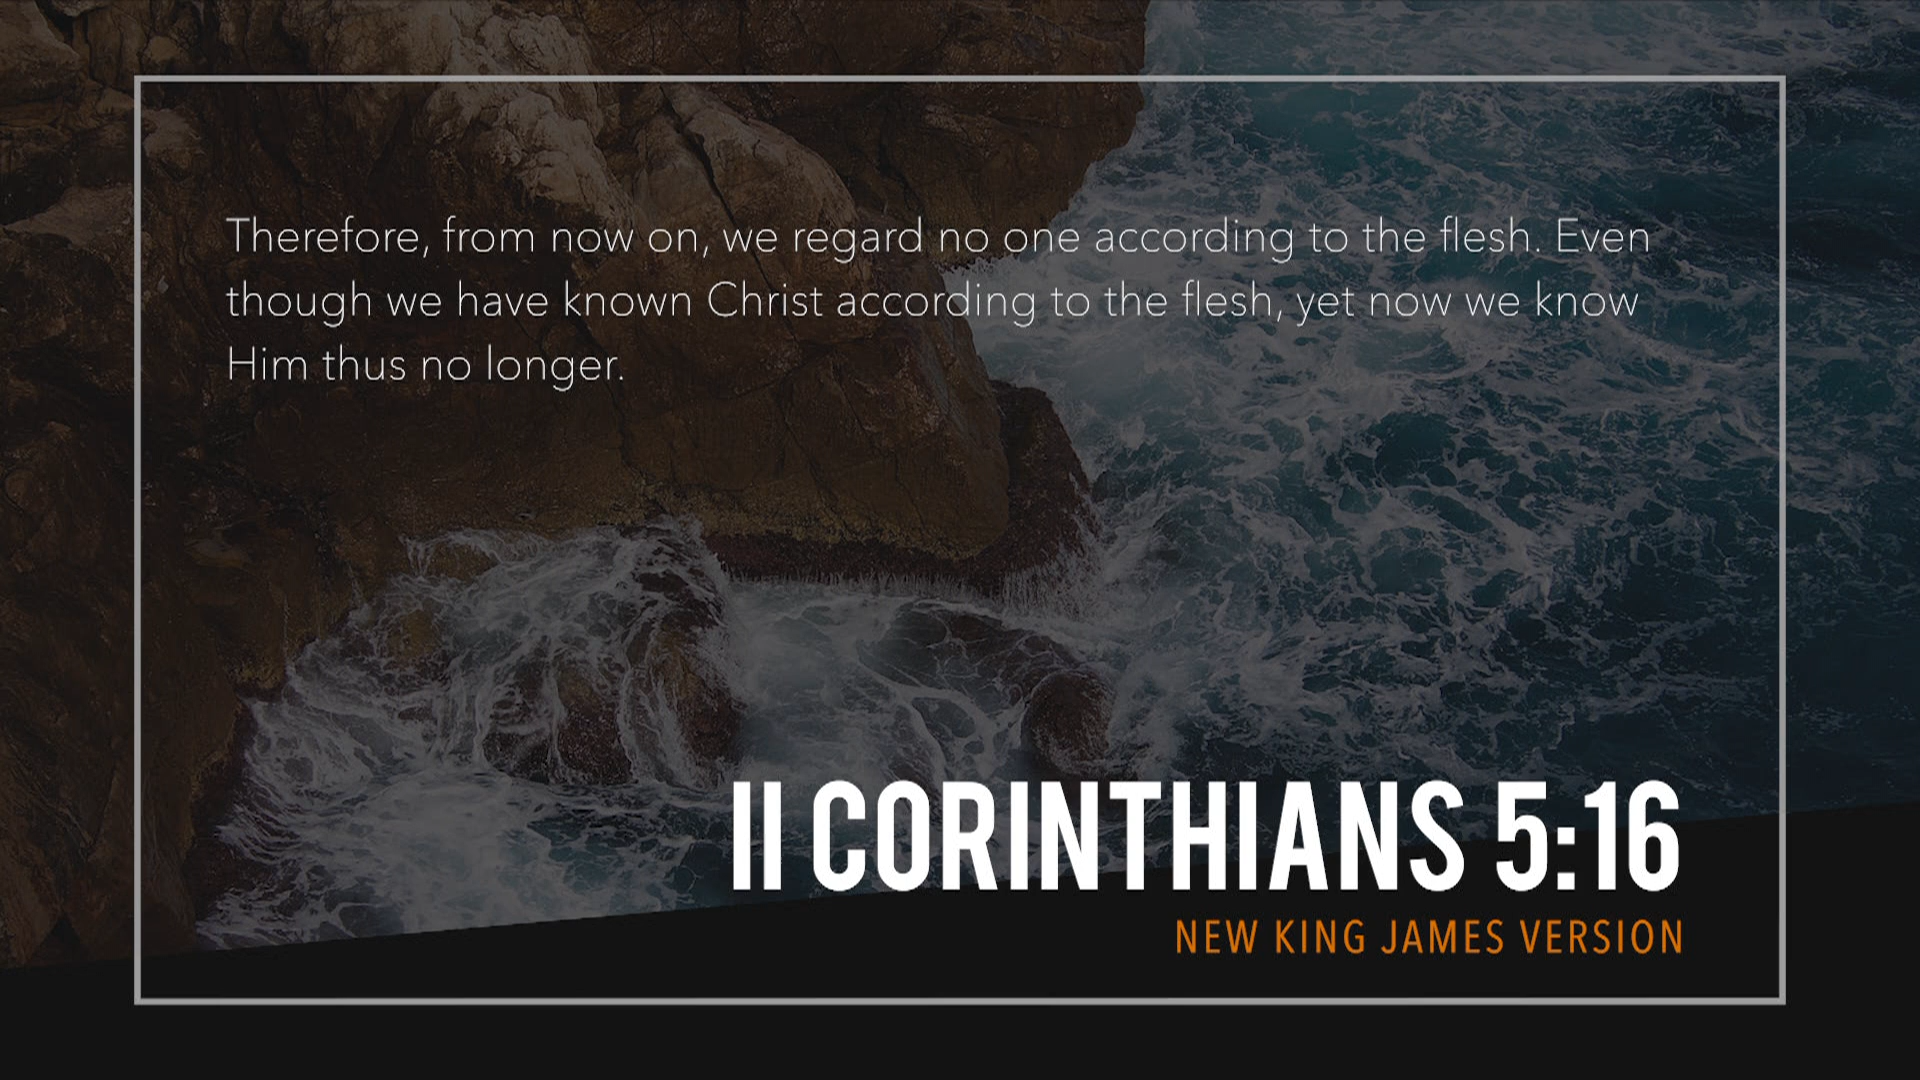 Therefore, from now on, we regard no one according to the flesh. Even
though we have known Christ according to the flesh, yet now we know
Him thus no longer.
II CORINTHIANS 5:16
NEW KING JAMES VERSION